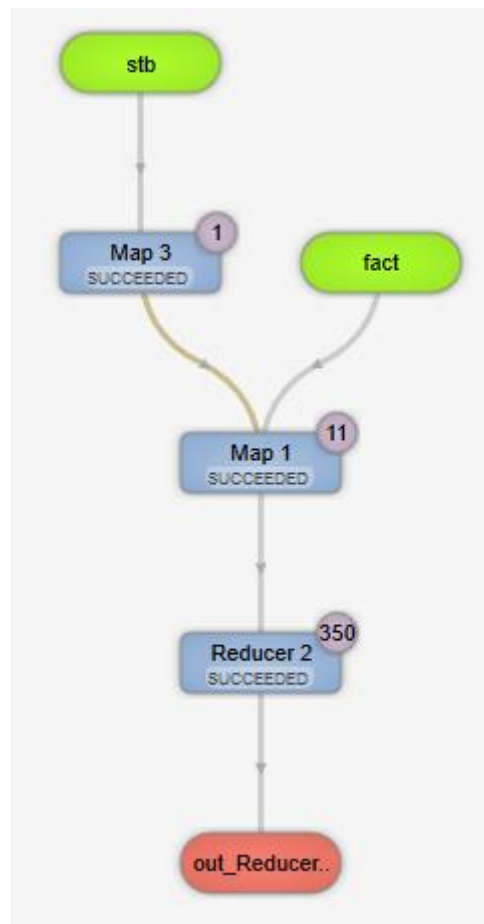 stb
1
Map 3
SUCCEEDED
fact
11
Map 1
SUCCEEDED
350
Reducer 2
SUCCEEDED
out_Reducer..